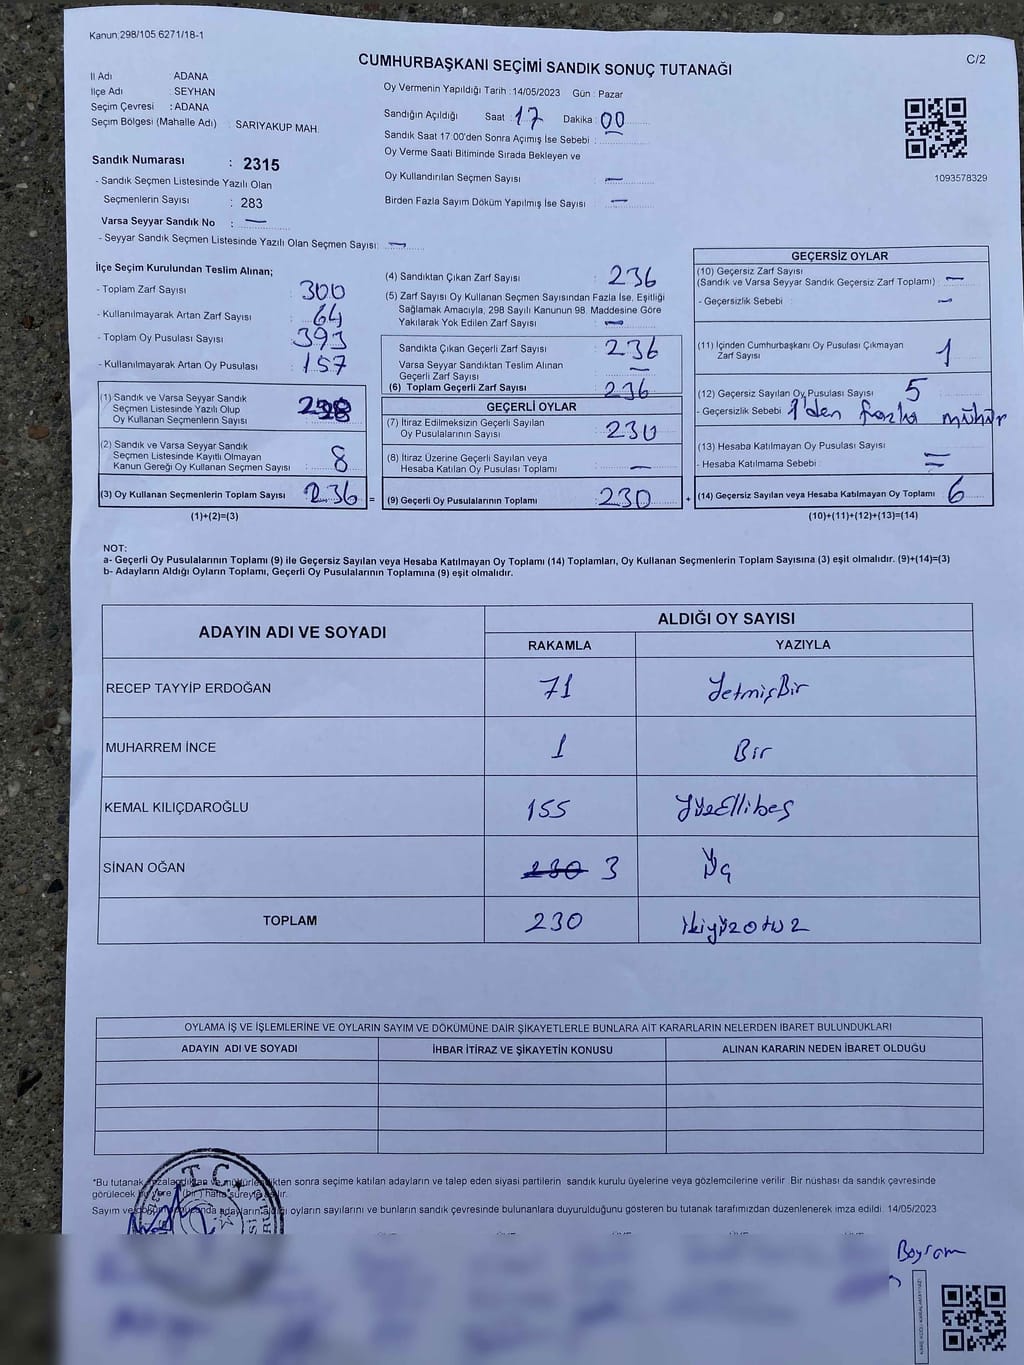 Kanun:298/105 6271/18-1
C/2
CUMHURBAŞKANI SEÇİMİ SANDIK SONUÇ TUTANAĞI
İl Adı : ADANA
İlçe Adı : SEYHAN
Seçim Çevresi : ADANA
Seçim Bölgesi (Mahalle Adı) : SARIYAKUP MAH.
Sandık Numarası : 2315
- Sandık Seçmen Listesinde Yazılı Olan
Seçmenlerin Sayısı : 283
Varsa Seyyar Sandık No : —
- Seyyar Sandık Seçmen Listesinde Yazılı Olan Seçmen Sayısı: —
Oy Vermenin Yapıldığı Tarih :14/05/2023 Gün : Pazar
Sandığın Açıldığı Saat : 17 Dakika : 00
Sandık Saat 17.00'den Sonra Açımış İse Sebebi :
Oy Verme Saati Bitiminde Sırada Bekleyen ve
Oy Kullandırılan Seçmen Sayısı : —
Birden Fazla Sayım Döküm Yapılmış İse Sayısı : —
1093578329
İlçe Seçim Kurulundan Teslim Alınan;
- Toplam Zarf Sayısı : 300
- Kullanılmayarak Artan Zarf Sayısı : 64
- Toplam Oy Pusulası Sayısı : 393
- Kullanılmayarak Artan Oy Pusulası : 157
(1) Sandık ve Varsa Seyyar Sandık
Seçmen Listesinde Yazılı Olup
Oy Kullanan Seçmenlerin Sayısı :
(2) Sandık ve Varsa Seyyar Sandık
Seçmen Listesinde Kayıtlı Olmayan
Kanun Gereği Oy Kullanan Seçmen Sayısı : 8
(3) Oy Kullanan Seçmenlerin Toplam Sayısı : 236 =
(1)+(2)=(3)
(4) Sandıktan Çıkan Zarf Sayısı : 236
(5) Zarf Sayısı Oy Kullanan Seçmen Sayısından Fazla İse, Eşitliği
Sağlamak Amacıyla, 298 Sayılı Kanunun 98. Maddesine Göre
Yakılarak Yok Edilen Zarf Sayısı : —
Sandıkta Çıkan Geçerli Zarf Sayısı : 236
Varsa Seyyar Sandıktan Teslim Alınan
Geçerli Zarf Sayısı : —
(6) Toplam Geçerli Zarf Sayısı : 236
GEÇERLİ OYLAR
(7) İtiraz Edilmeksizin Geçerli Sayılan
Oy Pusulalarının Sayısı : 230
(8) İtiraz Üzerine Geçerli Sayılan veya
Hesaba Katılan Oy Pusulası Toplamı : —
(9) Geçerli Oy Pusulalarının Toplamı : 230 +
GEÇERSİZ OYLAR
(10) Geçersiz Zarf Sayısı
(Sandık ve Varsa Seyyar Sandık Geçersiz Zarf Toplamı) : —
- Geçersizlik Sebebi : —
(11) İçinden Cumhurbaşkanı Oy Pusulası Çıkmayan
Zarf Sayısı : 1
(12) Geçersiz Sayılan Oy Pusulası Sayısı : 5
- Geçersizlik Sebebi : 1'den fazla mühür
(13) Hesaba Katılmayan Oy Pusulası Sayısı : —
- Hesaba Katılmama Sebebi : —
(14) Geçersiz Sayılan veya Hesaba Katılmayan Oy Toplamı : 6
(10)+(11)+(12)+(13)=(14)
NOT:
a- Geçerli Oy Pusulalarının Toplamı (9) ile Geçersiz Sayılan veya Hesaba Katılmayan Oy Toplamı (14) Toplamları, Oy Kullanan Seçmenlerin Toplam Sayısına (3) eşit olmalıdır. (9)+(14)=(3)
b- Adayların Aldığı Oyların Toplamı, Geçerli Oy Pusulalarının Toplamına (9) eşit olmalıdır.
ADAYIN ADI VE SOYADI
ALDIĞI OY SAYISI
RAKAMLA YAZIYLA
RECEP TAYYİP ERDOĞAN 71 YetmişBir
MUHARREM İNCE 1 Bir
KEMAL KILIÇDAROĞLU 155 YüzEllibeş
SİNAN OĞAN 230 3 Üç
TOPLAM 230 ikiyüzotuz
OYLAMA İŞ VE İŞLEMLERİNE VE OYLARIN SAYIM VE DÖKÜMÜNE DAİR ŞİKAYETLERLE BUNLARA AİT KARARLARIN NELERDEN İBARET BULUNDUKLARI
ADAYIN ADI VE SOYADI İHBAR İTİRAZ VE ŞİKAYETİN KONUSU ALINAN KARARIN NEDEN İBARET OLDUĞU
T.C.
*Bu tutanak sonra seçime katılan adayların ve talep eden siyasi partilerin sandık kurulu üyelerine veya gözlemcilerine verilir. Bir nüshası da sandık çevresinde
görülecek bir yere (bir) hafta süreyle
Sayım ve oyların sayılarını ve bunların sandık çevresinde bulunanlara duyurulduğunu gösteren bu tutanak tarafımızdan düzenlenerek imza edildi. 14/05/2023
Bayram